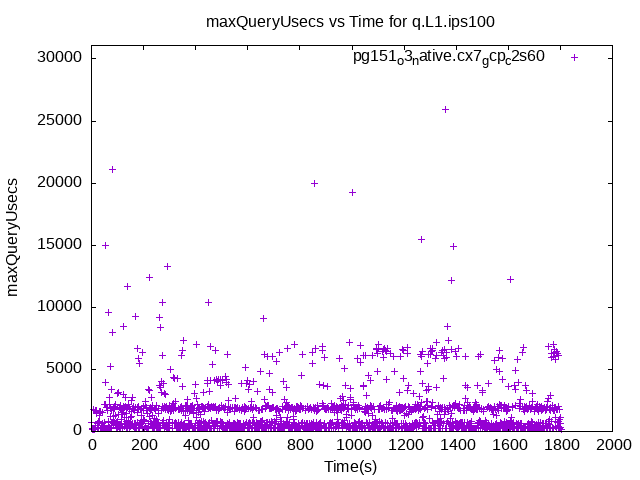 maxQueryUsecs vs Time for q.L1.ips100
pg151o3native.cx7gcpc2s60
maxQueryUsecs
30000
25000
20000
15000
10000
5000
0
0 200 400 600 800 1000 1200 1400 1600 1800 2000
Time(s)